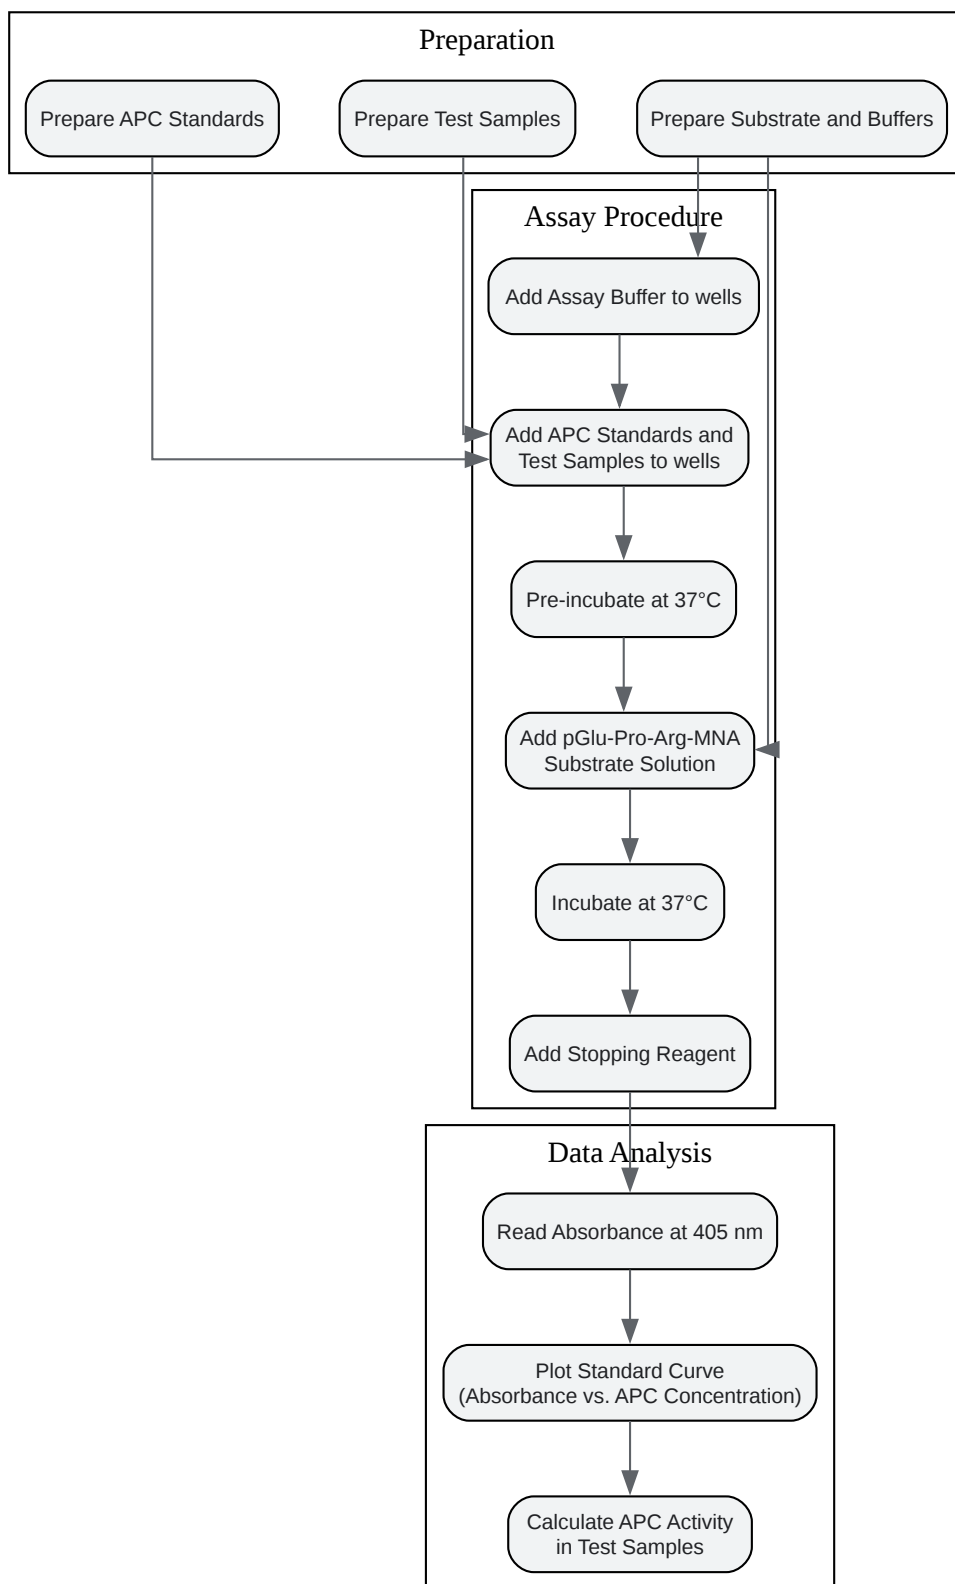 Preparation
Prepare APC Standards
Prepare Test Samples
Prepare Substrate and Buffers
Assay Procedure
Add Assay Buffer to wells
Add APC Standards and
Test Samples to wells
Pre-incubate at 37°C
Add pGlu-Pro-Arg-MNA
Substrate Solution
Incubate at 37°C
Add Stopping Reagent
Data Analysis
Read Absorbance at 405 nm
Plot Standard Curve
(Absorbance vs. APC Concentration)
Calculate APC Activity
in Test Samples